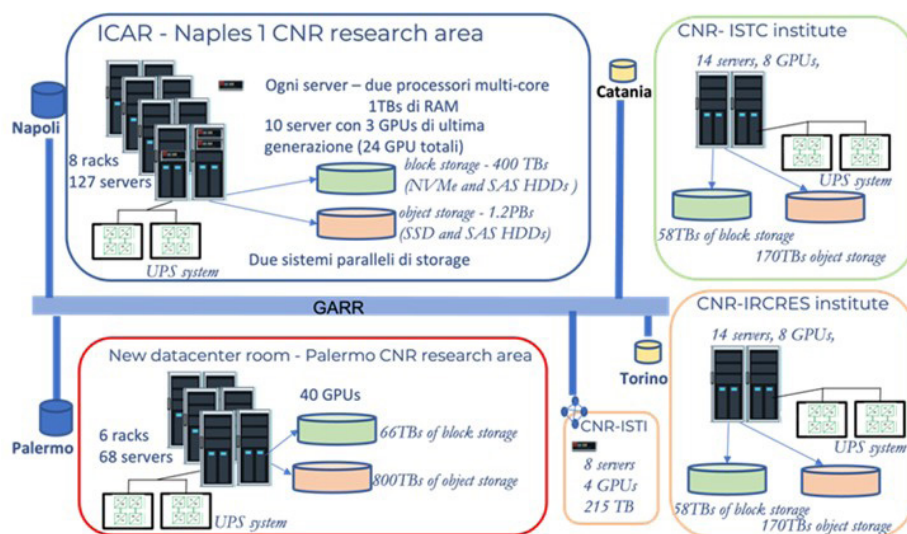 ICAR - Naples 1 CNR research area
Napoli
8 racks
127 servers
UPS system
Ogni server – due processori multi-core
1TBs di RAM
10 server con 3 GPUs di ultima
generazione (24 GPU totali)
block storage - 400 TBs
(NVMe and SAS HDDs )
object storage - 1.2PBs
(SSD and SAS HDDs)
Due sistemi paralleli di storage
Catania
CNR- ISTC institute
14 servers, 8 GPUs,
UPS system
58TBs of block storage
170TBs object storage
GARR
Palermo
New datacenter room - Palermo CNR research area
6 racks
68 servers
UPS system
40 GPUs
66TBs of block storage
800TBs of object storage
CNR-ISTI
8 servers
4 GPUs
215 TB
Torino
CNR-IRCRES institute
14 servers, 8 GPUs,
UPS system
58TBs of block storage
170TBs object storage